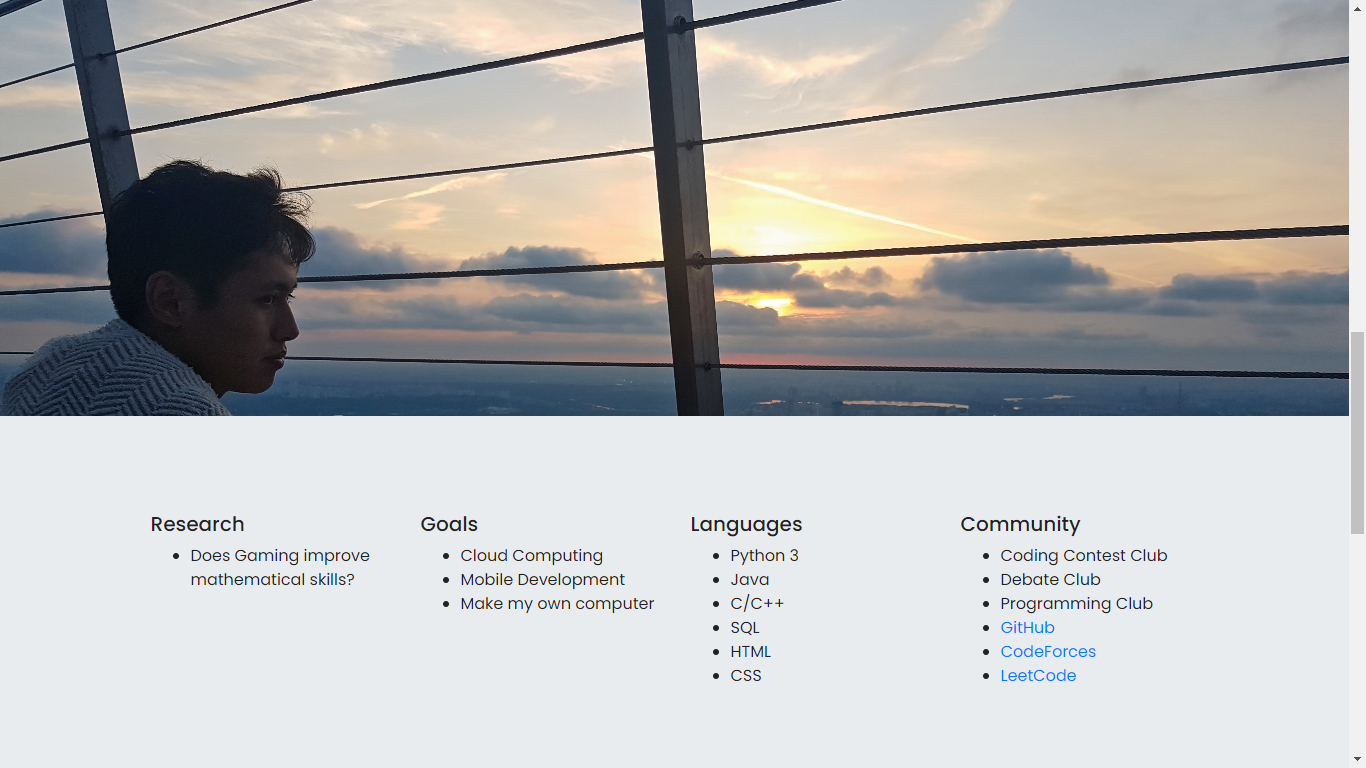 Research
Does Gaming improve
mathematical skills?
Goals
Cloud Computing
Mobile Development
Make my own computer
Languages
Python 3
Java
C/C++
SQL
HTML
CSS
Community
Coding Contest Club
Debate Club
Programming Club
GitHub
CodeForces
LeetCode